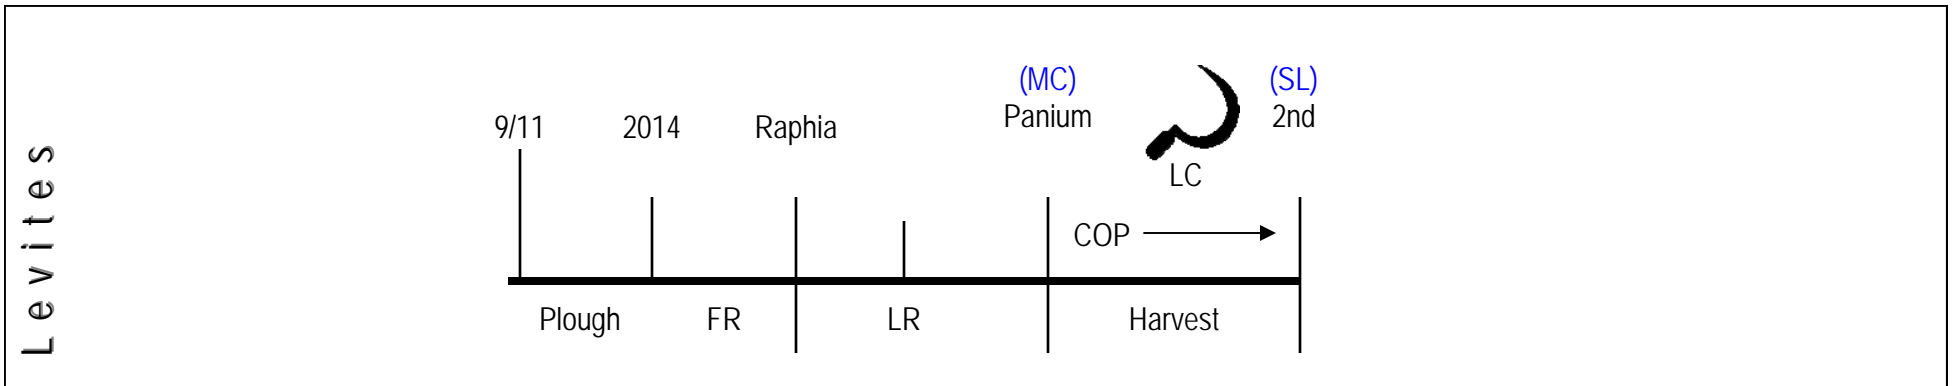 Levites
(MC)
(SL)
9/11
2014
Raphia
Panium
2nd
LC
COP
Plough
FR
LR
Harvest